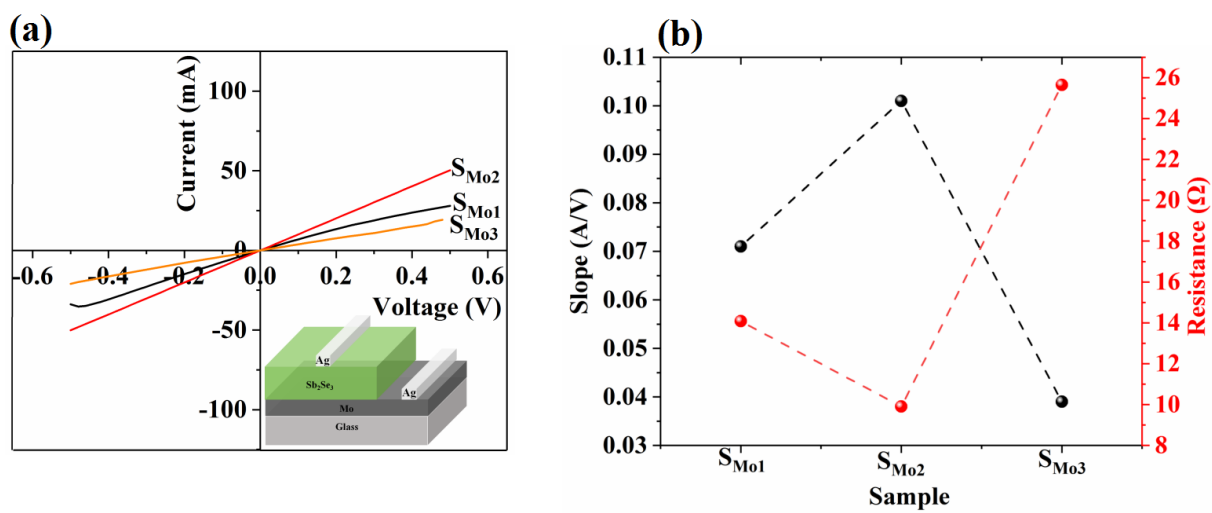 (a)
Current (mA)
100
50
0
-50
-100
-0.6
-0.4
-0.2
0.0
0.2
0.4
0.6
Voltage (V)
S_Mo2
S_Mo1
S_Mo3
Ag
Sb₂Se₃
Ag
Mo
Glass
(b)
Slope (A/V)
0.11
0.10
0.09
0.08
0.07
0.06
0.05
0.04
0.03
S_Mo1
S_Mo2
S_Mo3
Sample
26
24
22
20
18
16
14
12
10
8
Resistance (Ω)